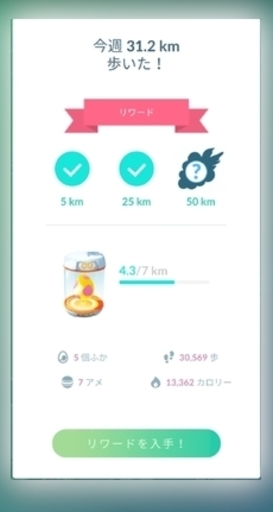 今週 31.2 km
歩いた！
リワード
?
5 km
25 km
50 km
4.3/7 km
5 個ふか
30,569 歩
7 アメ
13,362 カロリー
リワードを入手！